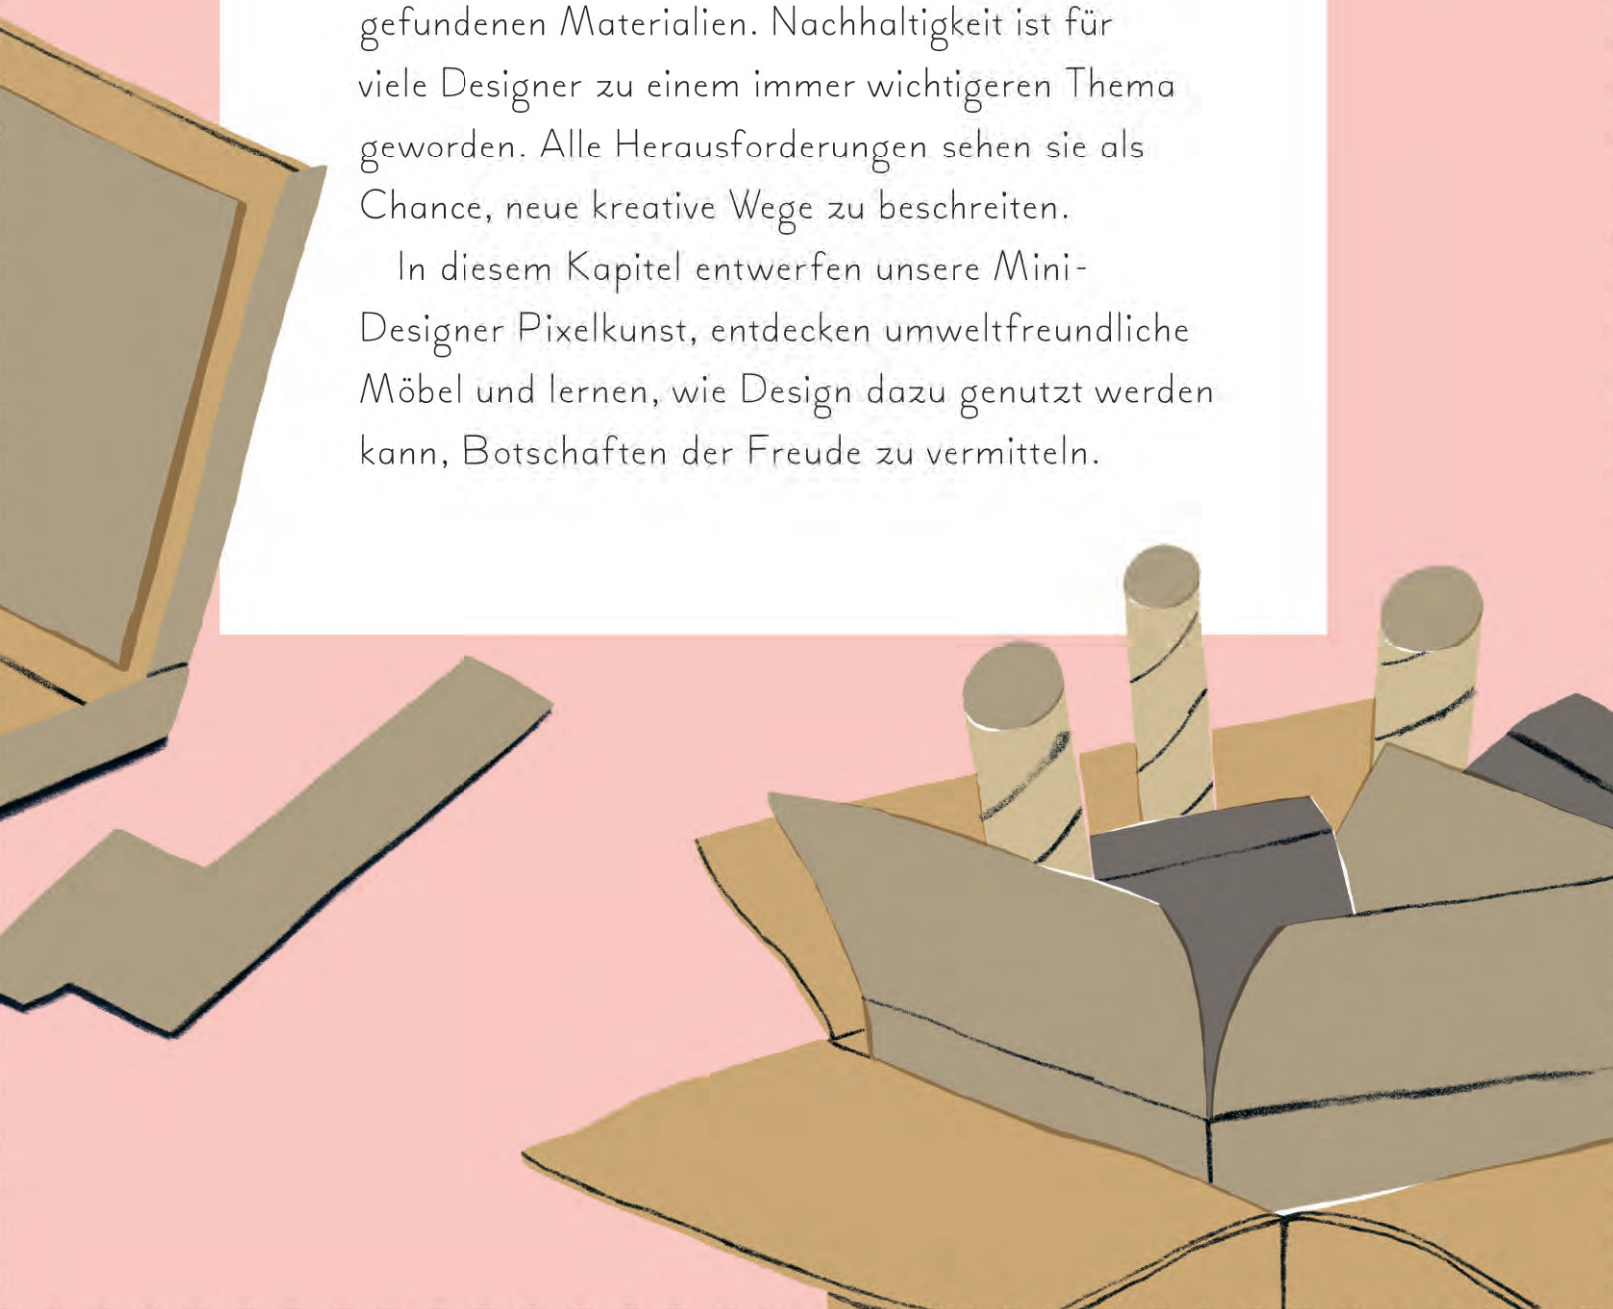 gefundenen Materialien. Nachhaltigkeit ist für
viele Designer zu einem immer wichtigeren Thema
geworden. Alle Herausforderungen sehen sie als
Chance, neue kreative Wege zu beschreiten.
In diesem Kapitel entwerfen unsere Mini-
Designer Pixelkunst, entdecken umweltfreundliche
Möbel und lernen, wie Design dazu genutzt werden
kann, Botschaften der Freude zu vermitteln.